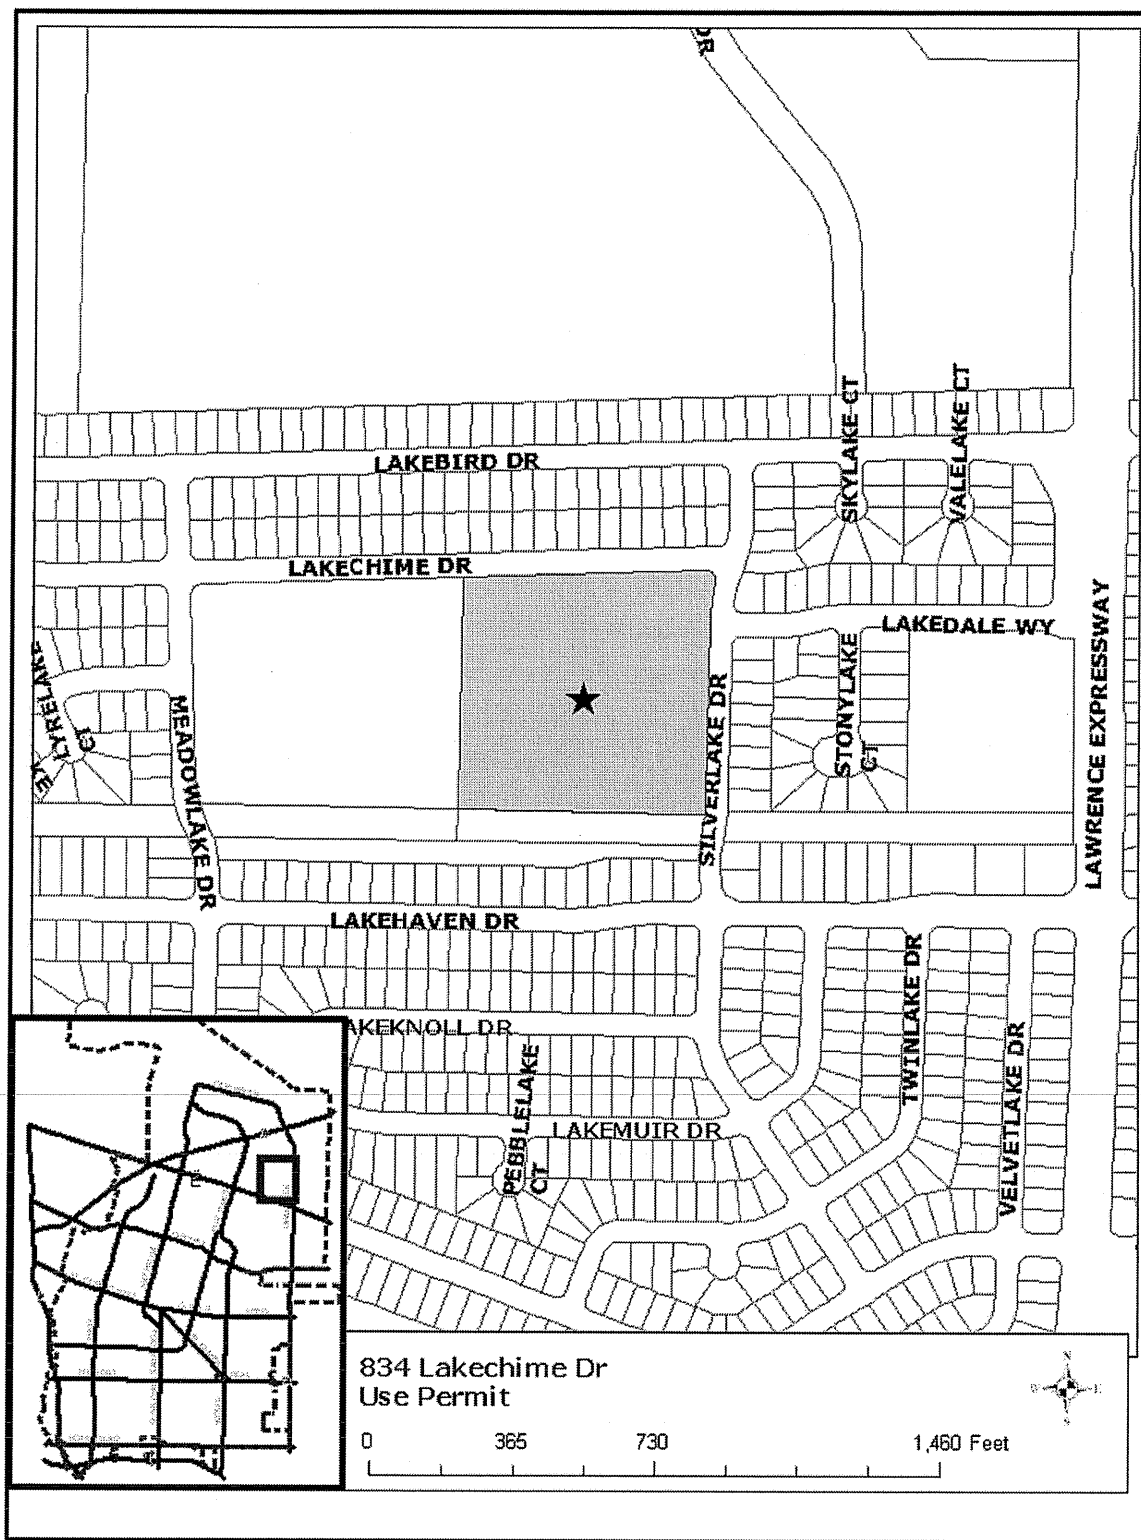 DR
SKYLAKE CT
VALELAKE CT
LAKEBIRD DR
LAKECHIME DR
LAKEDALE WY
LYRELAKE
CT
MEADOWLAKE DR
SILVERLAKE DR
STONYLAKE
CT
LAWRENCE EXPRESSWAY
LAKEHAVEN DR
AKEKNOLL DR
PEBBLELAKE
CT
LAKEMUIR DR
TWINLAKE DR
VELVETLAKE DR
834 Lakechime Dr
Use Permit
0 365 730 1,460 Feet
N
W E
S